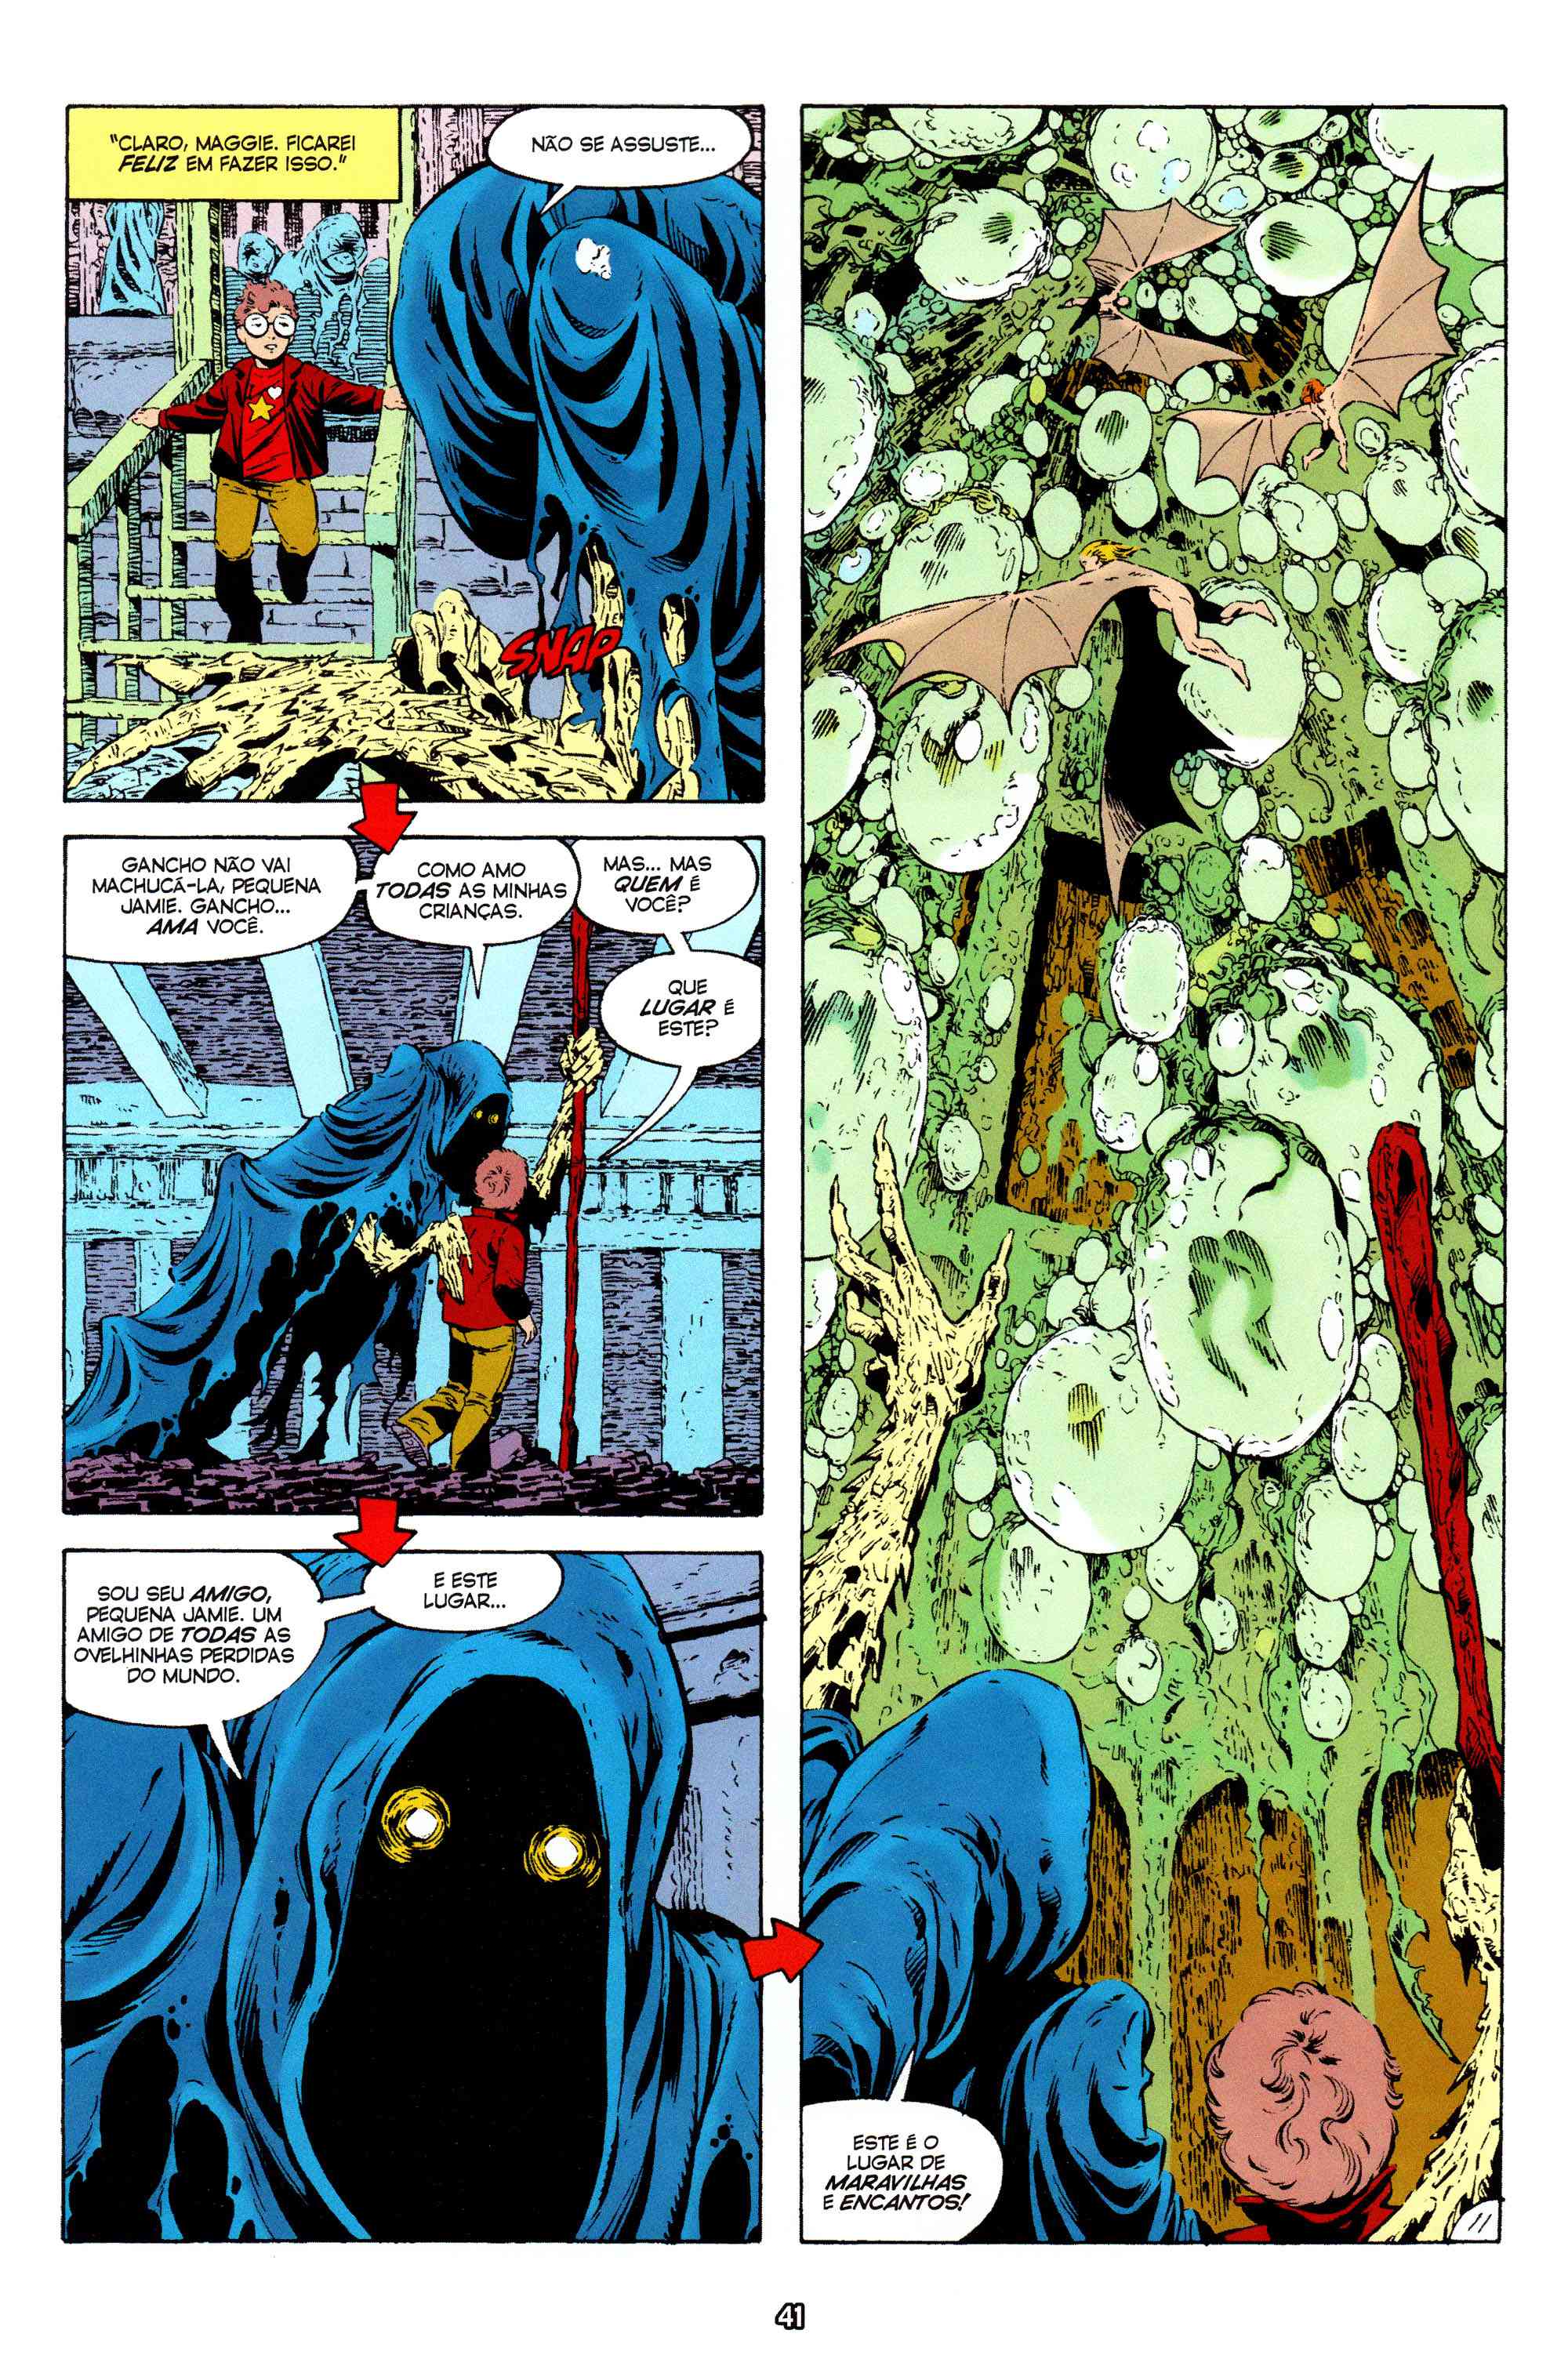 "CLARO, MAGGIE. FICAREI
FELIZ EM FAZER ISSO."
NÃO SE ASSUSTE...
SNAP
GANCHO NÃO VAI
MACHUCÁ-LA, PEQUENA
JAMIE. GANCHO...
AMA VOCÊ.
COMO AMO
TODAS AS MINHAS
CRIANÇAS.
MAS... MAS
QUEM É
VOCÊ?
QUE
LUGAR É
ESTE?
SOU SEU AMIGO,
PEQUENA JAMIE. UM
AMIGO DE TODAS AS
OVELHINHAS PERDIDAS
DO MUNDO.
E ESTE
LUGAR...
ESTE É O
LUGAR DE
MARAVILHAS
E ENCANTOS!
11
41